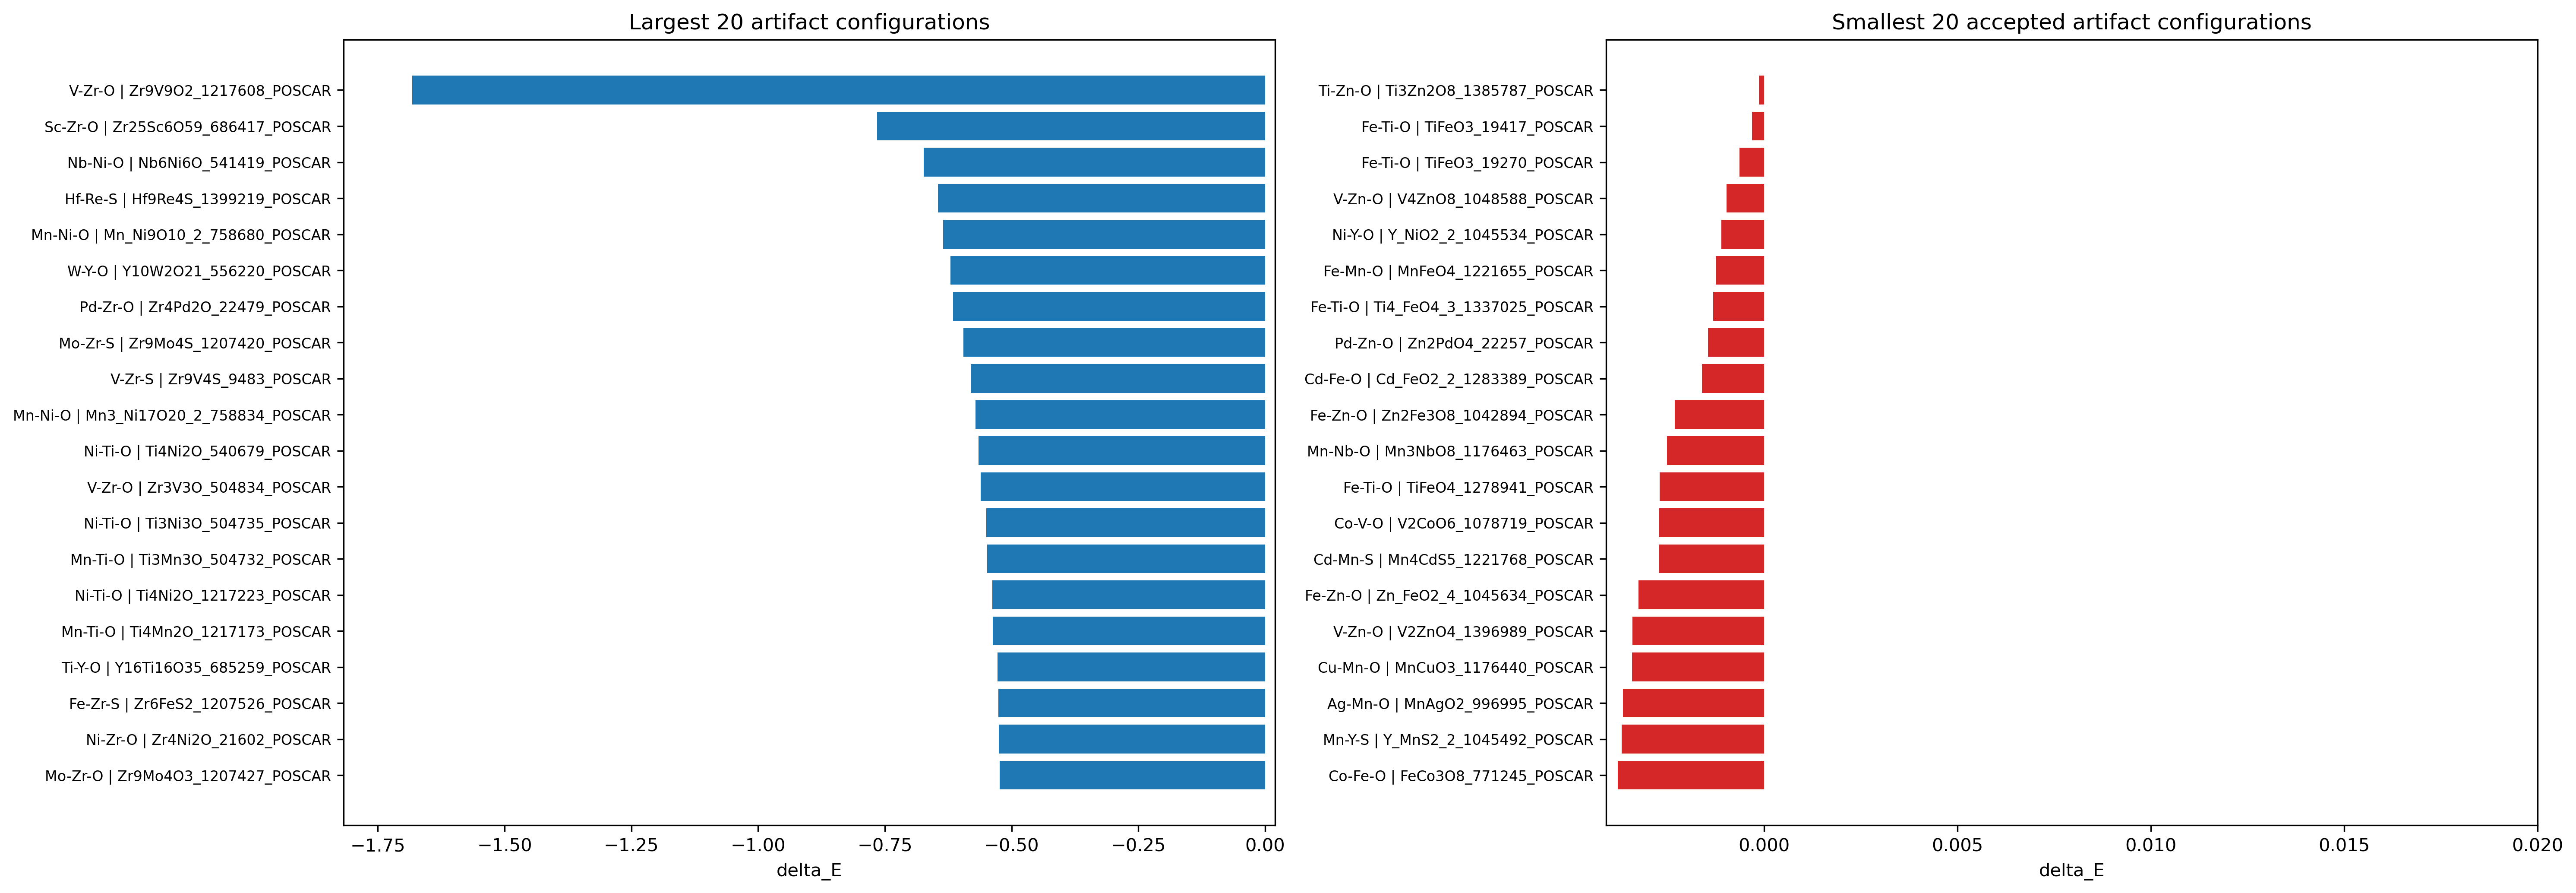 Largest 20 artifact configurations
V-Zr-O | Zr9V9O2_1217608_POSCAR
Sc-Zr-O | Zr25Sc6O59_686417_POSCAR
Nb-Ni-O | Nb6Ni6O_541419_POSCAR
Hf-Re-S | Hf9Re4S_1399219_POSCAR
Mn-Ni-O | Mn_Ni9O10_2_758680_POSCAR
W-Y-O | Y10W2O21_556220_POSCAR
Pd-Zr-O | Zr4Pd2O_22479_POSCAR
Mo-Zr-S | Zr9Mo4S_1207420_POSCAR
V-Zr-S | Zr9V4S_9483_POSCAR
Mn-Ni-O | Mn3_Ni17O20_2_758834_POSCAR
Ni-Ti-O | Ti4Ni2O_540679_POSCAR
V-Zr-O | Zr3V3O_504834_POSCAR
Ni-Ti-O | Ti3Ni3O_504735_POSCAR
Mn-Ti-O | Ti3Mn3O_504732_POSCAR
Ni-Ti-O | Ti4Ni2O_1217223_POSCAR
Mn-Ti-O | Ti4Mn2O_1217173_POSCAR
Ti-Y-O | Y16Ti16O35_685259_POSCAR
Fe-Zr-S | Zr6FeS2_1207526_POSCAR
Ni-Zr-O | Zr4Ni2O_21602_POSCAR
Mo-Zr-O | Zr9Mo4O3_1207427_POSCAR
−1.75 −1.50 −1.25 −1.00 −0.75 −0.50 −0.25 0.00
delta_E
Smallest 20 accepted artifact configurations
Ti-Zn-O | Ti3Zn2O8_1385787_POSCAR
Fe-Ti-O | TiFeO3_19417_POSCAR
Fe-Ti-O | TiFeO3_19270_POSCAR
V-Zn-O | V4ZnO8_1048588_POSCAR
Ni-Y-O | Y_NiO2_2_1045534_POSCAR
Fe-Mn-O | MnFeO4_1221655_POSCAR
Fe-Ti-O | Ti4_FeO4_3_1337025_POSCAR
Pd-Zn-O | Zn2PdO4_22257_POSCAR
Cd-Fe-O | Cd_FeO2_2_1283389_POSCAR
Fe-Zn-O | Zn2Fe3O8_1042894_POSCAR
Mn-Nb-O | Mn3NbO8_1176463_POSCAR
Fe-Ti-O | TiFeO4_1278941_POSCAR
Co-V-O | V2CoO6_1078719_POSCAR
Cd-Mn-S | Mn4CdS5_1221768_POSCAR
Fe-Zn-O | Zn_FeO2_4_1045634_POSCAR
V-Zn-O | V2ZnO4_1396989_POSCAR
Cu-Mn-O | MnCuO3_1176440_POSCAR
Ag-Mn-O | MnAgO2_996995_POSCAR
Mn-Y-S | Y_MnS2_2_1045492_POSCAR
Co-Fe-O | FeCo3O8_771245_POSCAR
0.000 0.005 0.010 0.015 0.020
delta_E